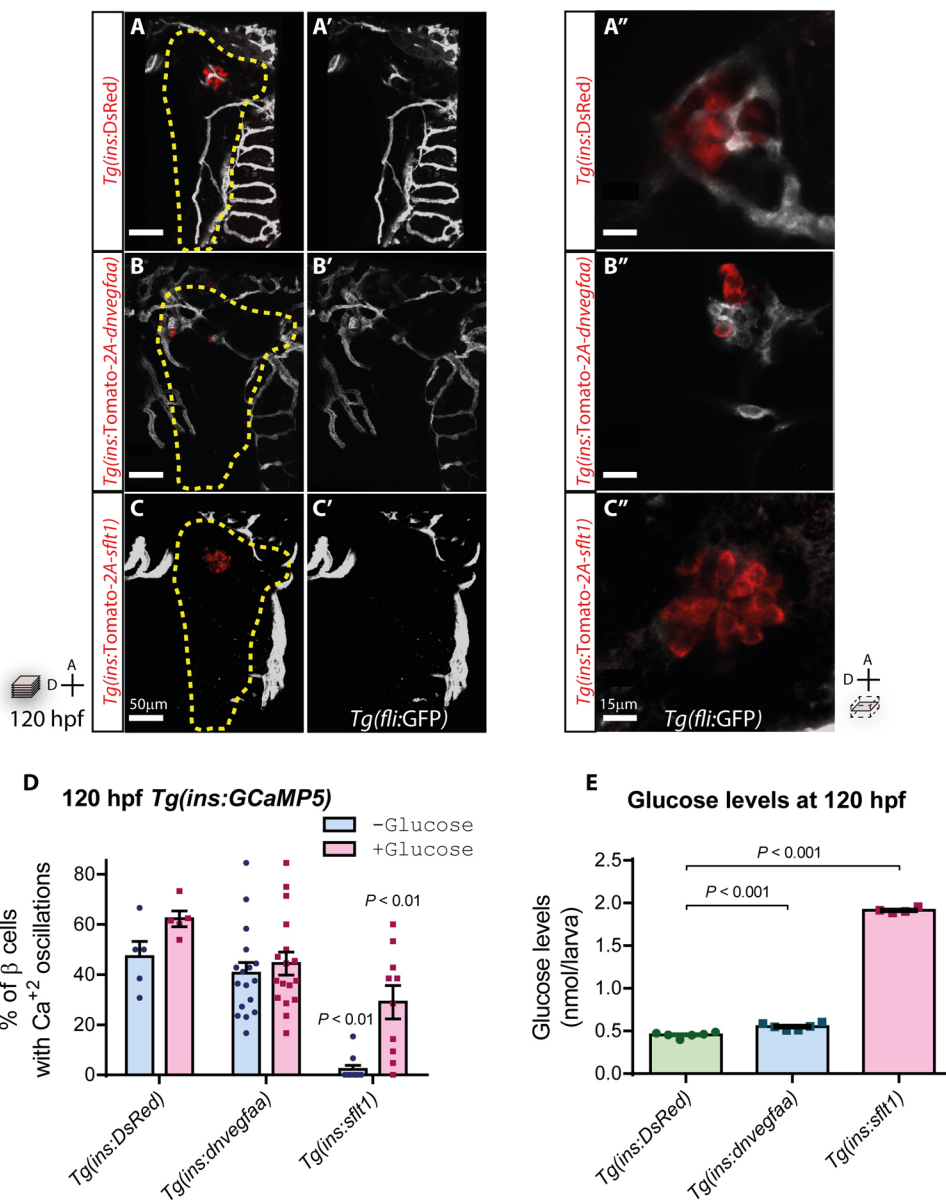 A
A′
A″
Tg(ins:DsRed)
Tg(ins:DsRed)
B
B′
B″
Tg(ins:Tomato-2A-dnvegfaa)
Tg(ins:Tomato-2A-dnvegfaa)
C
C′
C″
Tg(ins:Tomato-2A-sflt1)
Tg(ins:Tomato-2A-sflt1)
A
D
120 hpf
50μm
Tg(fli:GFP)
15μm
Tg(fli:GFP)
A
D
D
120 hpf Tg(ins:GCaMP5)
−Glucose
+Glucose
% of β cells
with Ca+2 oscillations
80
60
40
20
0
P < 0.01
P < 0.01
Tg(ins:DsRed)
Tg(ins:dnvegfaa)
Tg(ins:sflt1)
E
Glucose levels at 120 hpf
Glucose levels
(nmol/larva)
2.5
2.0
1.5
1.0
0.5
0.0
P < 0.001
P < 0.001
Tg(ins:DsRed)
Tg(ins:dnvegfaa)
Tg(ins:sflt1)